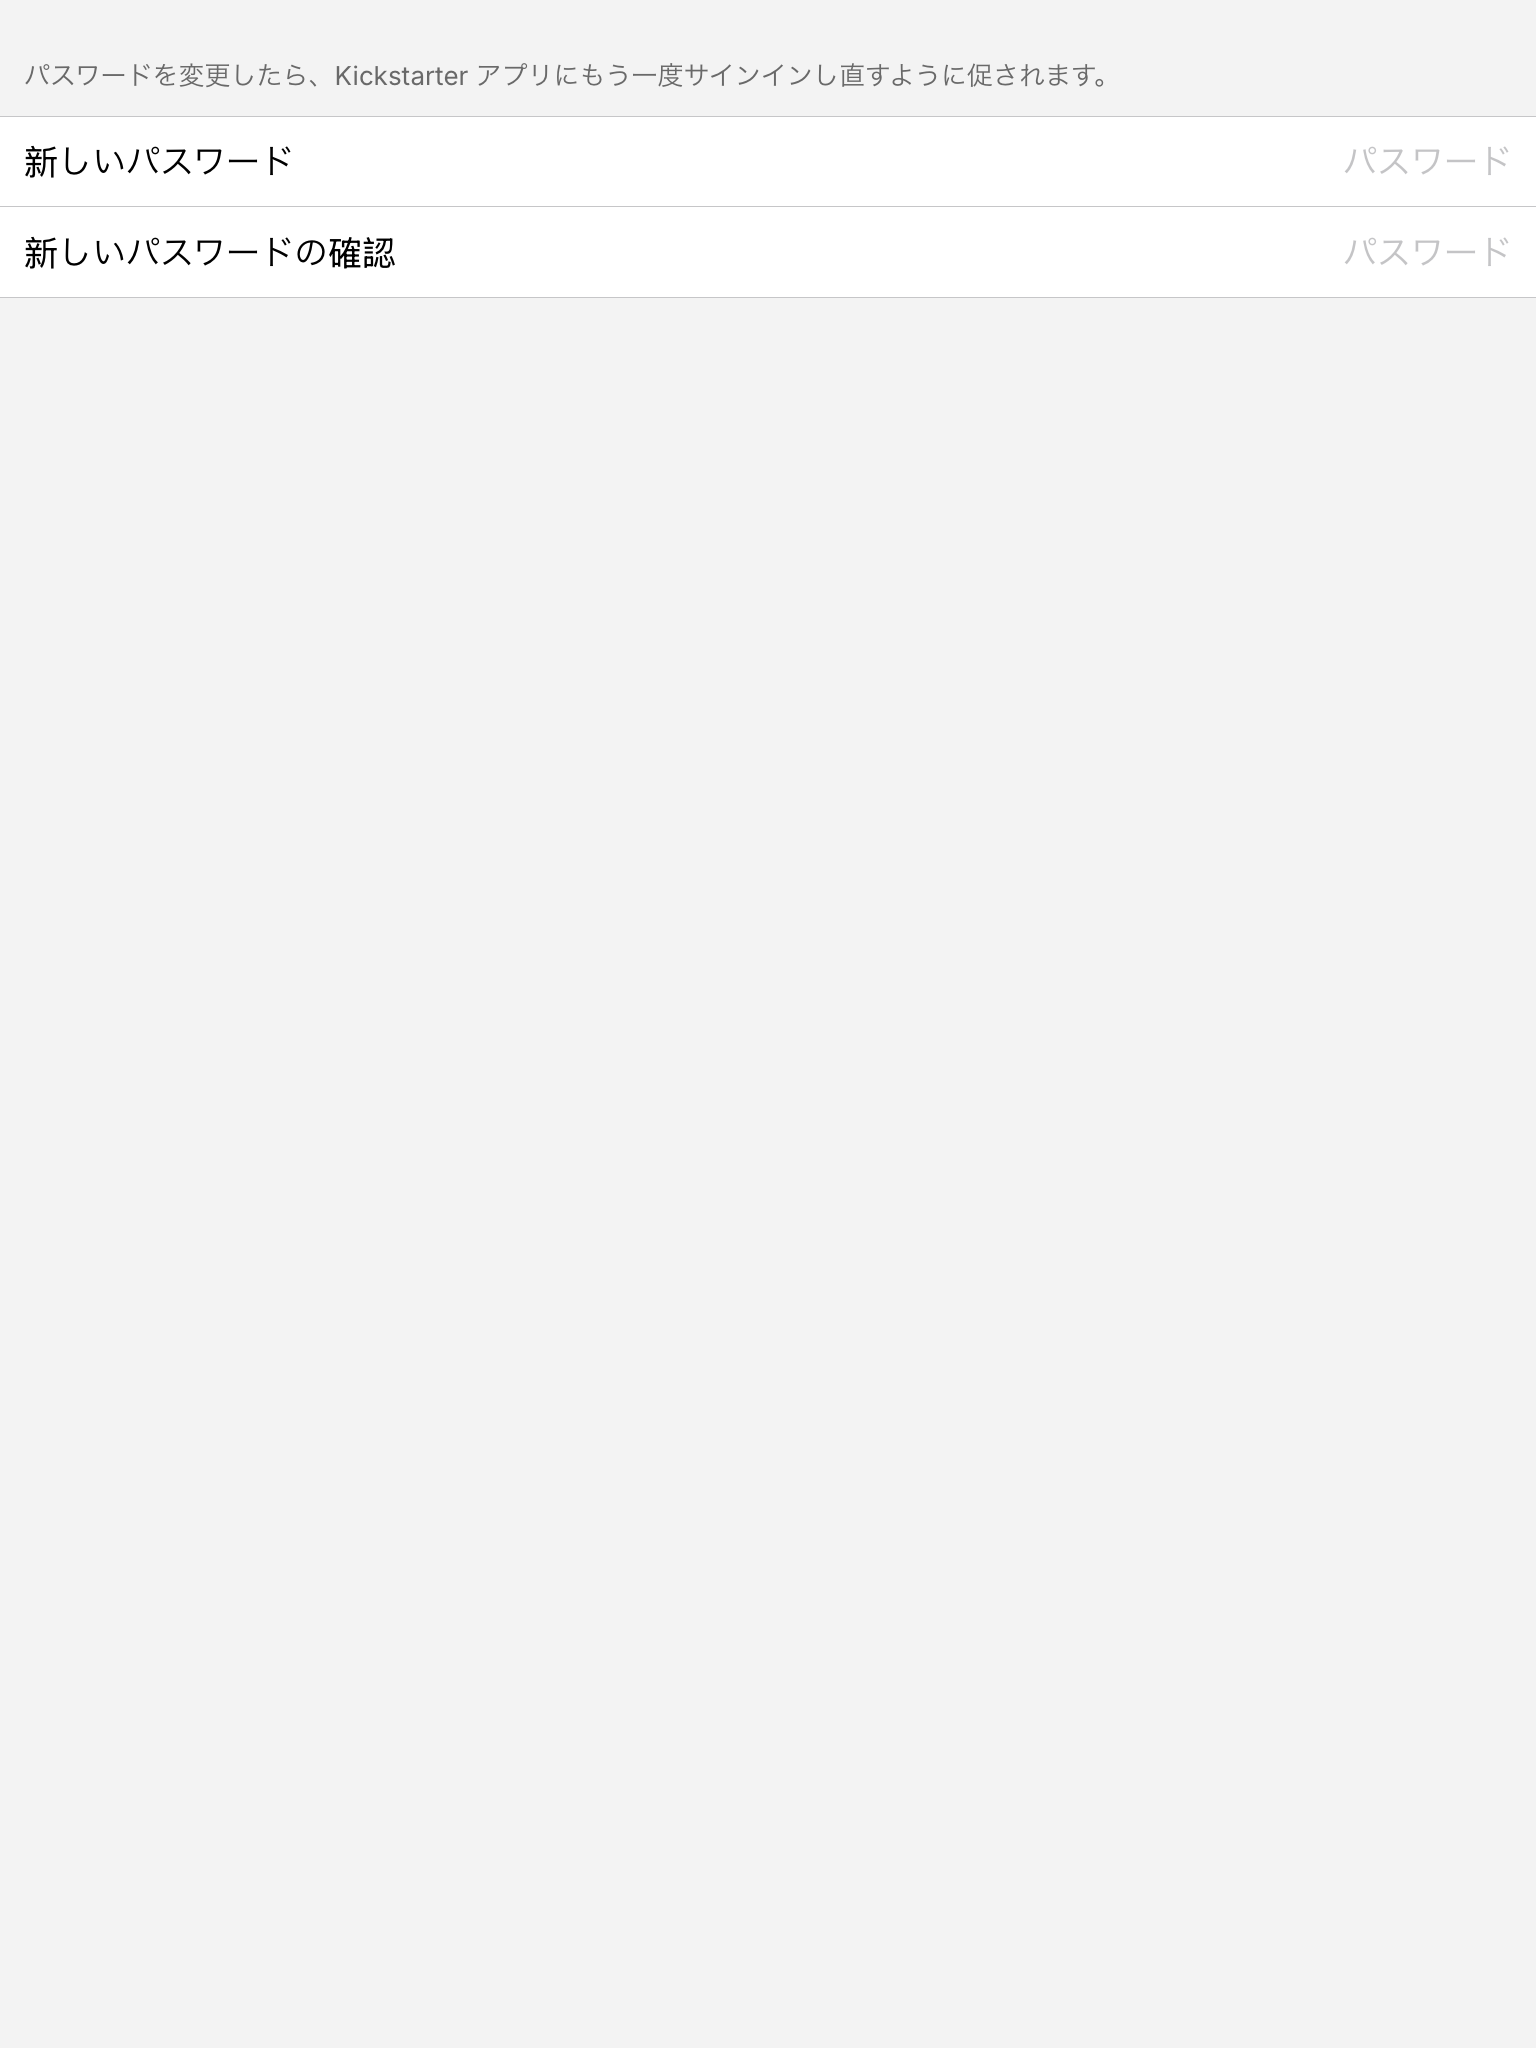 パスワードを変更したら、Kickstarter アプリにもう一度サインインし直すように促されます。
新しいパスワード パスワード
新しいパスワードの確認 パスワード